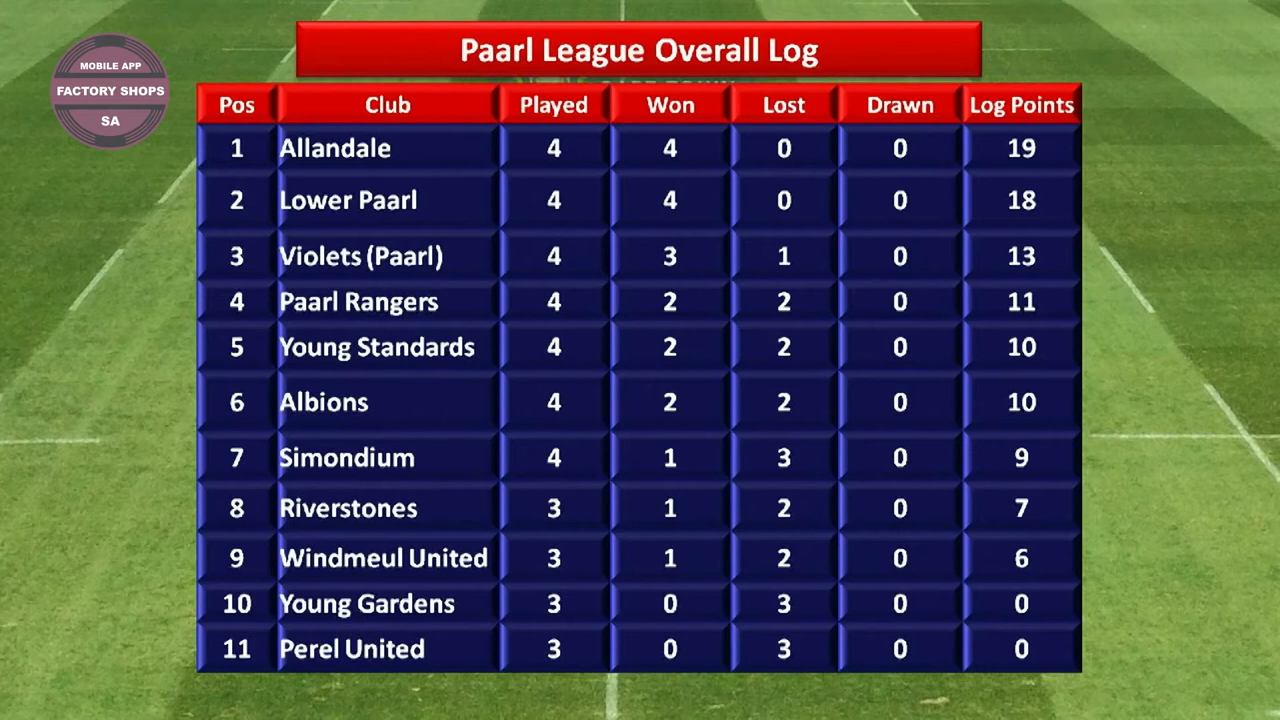 Paarl League Overall Log
MOBILE APP
FACTORY SHOPS
SA
Pos Club Played Won Lost Drawn Log Points
1 Allandale 4 4 0 0 19
2 Lower Paarl 4 4 0 0 18
3 Violets (Paarl) 4 3 1 0 13
4 Paarl Rangers 4 2 2 0 11
5 Young Standards 4 2 2 0 10
6 Albions 4 2 2 0 10
7 Simondium 4 1 3 0 9
8 Riverstones 3 1 2 0 7
9 Windmeul United 3 1 2 0 6
10 Young Gardens 3 0 3 0 0
11 Perel United 3 0 3 0 0